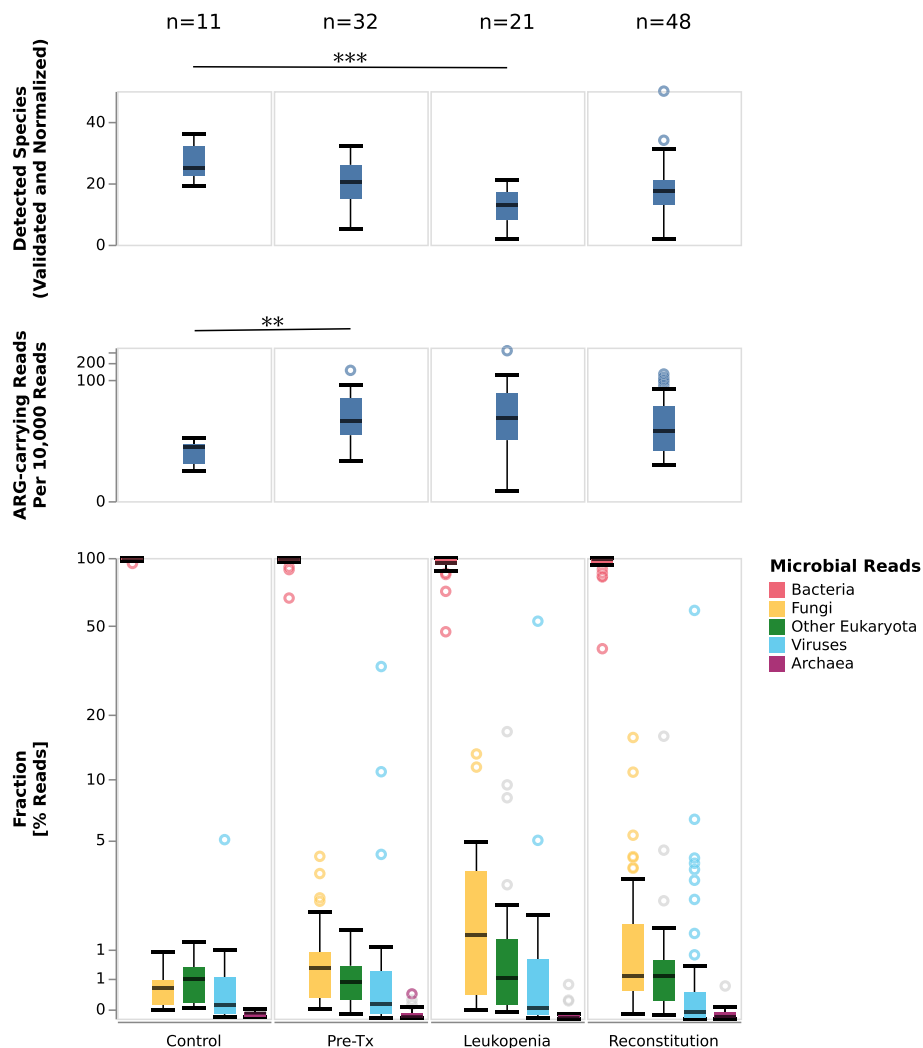 n=11 n=32 n=21 n=48
***
Detected Species
(Validated and Normalized)
40
20
0
**
ARG-carrying Reads
Per 10,000 Reads
200
100
0
Fraction
[% Reads]
100
50
20
10
5
1
1
0
Microbial Reads
Bacteria
Fungi
Other Eukaryota
Viruses
Archaea
Control Pre-Tx Leukopenia Reconstitution